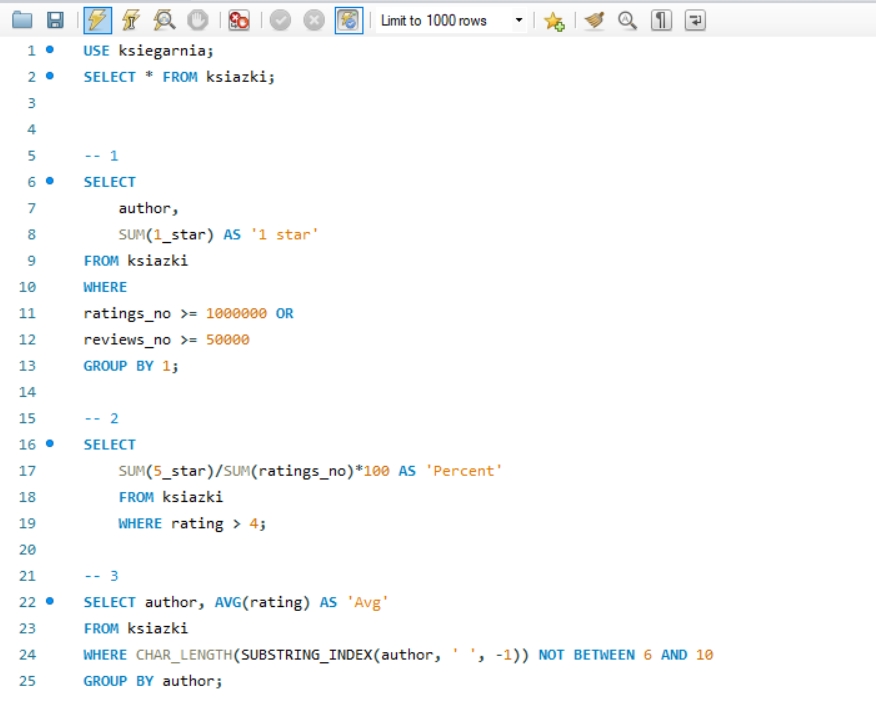 Limit to 1000 rows
1 USE ksiegarnia;
2 SELECT * FROM ksiazki;
3
4
5 -- 1
6 SELECT
7 author,
8 SUM(1_star) AS '1 star'
9 FROM ksiazki
10 WHERE
11 ratings_no >= 1000000 OR
12 reviews_no >= 50000
13 GROUP BY 1;
14
15 -- 2
16 SELECT
17 SUM(5_star)/SUM(ratings_no)*100 AS 'Percent'
18 FROM ksiazki
19 WHERE rating > 4;
20
21 -- 3
22 SELECT author, AVG(rating) AS 'Avg'
23 FROM ksiazki
24 WHERE CHAR_LENGTH(SUBSTRING_INDEX(author, ' ', -1)) NOT BETWEEN 6 AND 10
25 GROUP BY author;